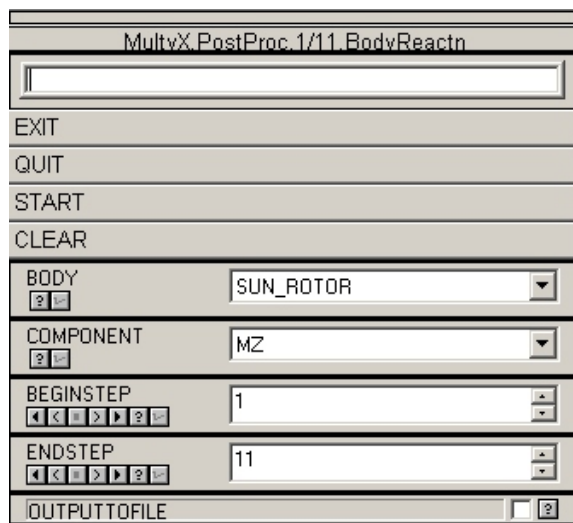 MultyX.PostProc.1/11.BodyReactn
EXIT
QUIT
START
CLEAR
BODY
SUN_ROTOR
COMPONENT
MZ
BEGINSTEP
1
ENDSTEP
11
OUTPUTTOFILE